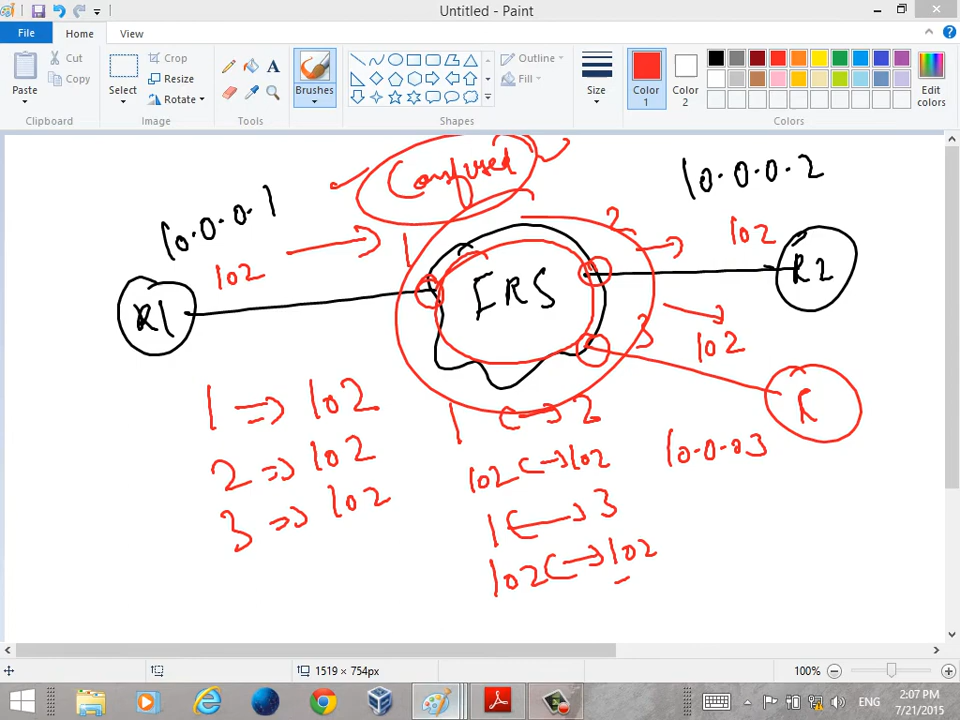 Untitled - Paint
File
Home
View
Paste
Cut
Copy
Clipboard
Select
Crop
Resize
Rotate
Image
Tools
Brushes
Shapes
Outline
Fill
Size
Color 1
Color 2
Colors
Edit colors
Confused
10.0.0.1
10.0.0.2
102
1
2
102
R1
FRS
R2
3
102
R
10.0.03
1 => 102
2 => 102
3 => 102
1 <-> 2
102 <-> 102
1 <-> 3
102 <-> 102
1519 × 754px
100%
ENG
2:07 PM
7/21/2015